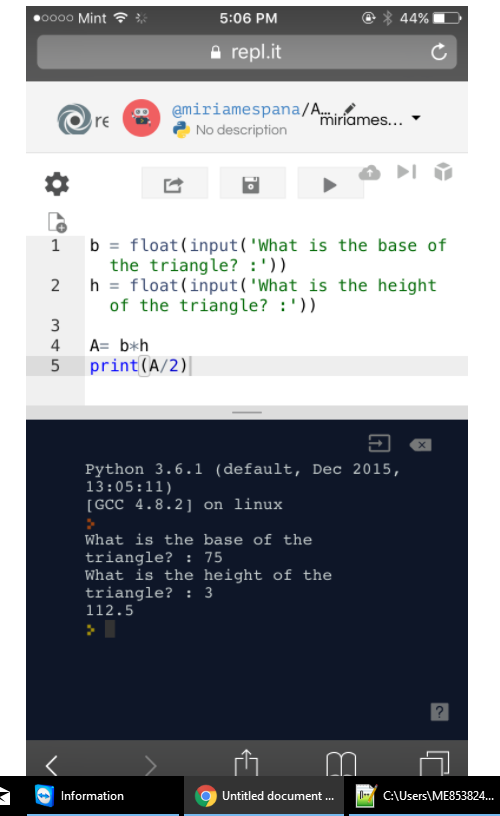 Mint 5:06 PM 44%
repl.it
re @miriamespana/A... miriames...
No description
1 b = float(input('What is the base of
the triangle? :'))
2 h = float(input('What is the height
of the triangle? :'))
3
4 A= b*h
5 print(A/2)
Python 3.6.1 (default, Dec 2015,
13:05:11)
[GCC 4.8.2] on linux
What is the base of the
triangle? : 75
What is the height of the
triangle? : 3
112.5
?
Information Untitled document ... C:\Users\ME853824...